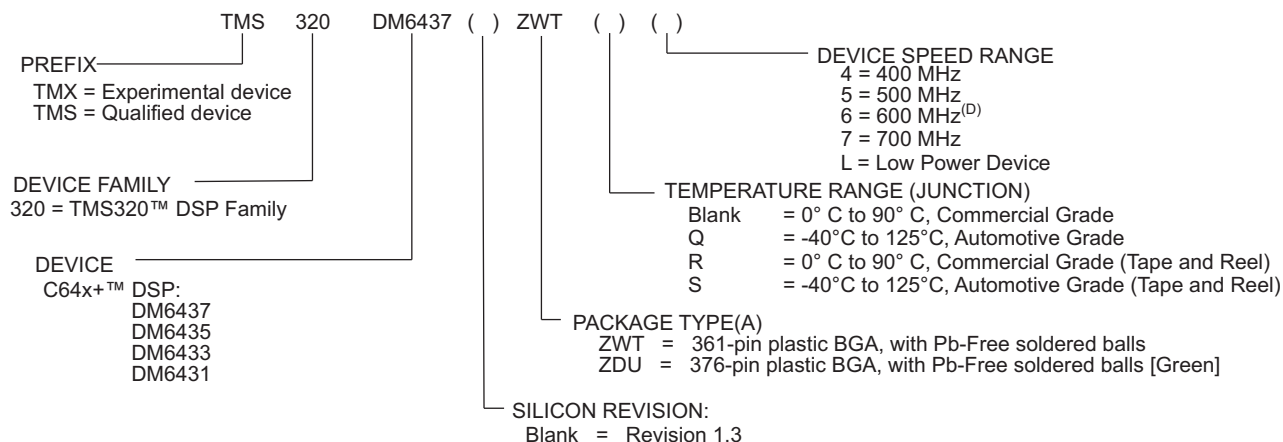 TMS 320 DM6437 ( ) ZWT ( ) ( )
PREFIX
TMX = Experimental device
TMS = Qualified device
DEVICE SPEED RANGE
4 = 400 MHz
5 = 500 MHz
6 = 600 MHz(D)
7 = 700 MHz
L = Low Power Device
DEVICE FAMILY
320 = TMS320™ DSP Family
TEMPERATURE RANGE (JUNCTION)
Blank = 0° C to 90° C, Commercial Grade
Q = -40°C to 125°C, Automotive Grade
R = 0° C to 90° C, Commercial Grade (Tape and Reel)
S = -40°C to 125°C, Automotive Grade (Tape and Reel)
DEVICE
C64x+™ DSP:
DM6437
DM6435
DM6433
DM6431
PACKAGE TYPE(A)
ZWT = 361-pin plastic BGA, with Pb-Free soldered balls
ZDU = 376-pin plastic BGA, with Pb-Free soldered balls [Green]
SILICON REVISION:
Blank = Revision 1.3